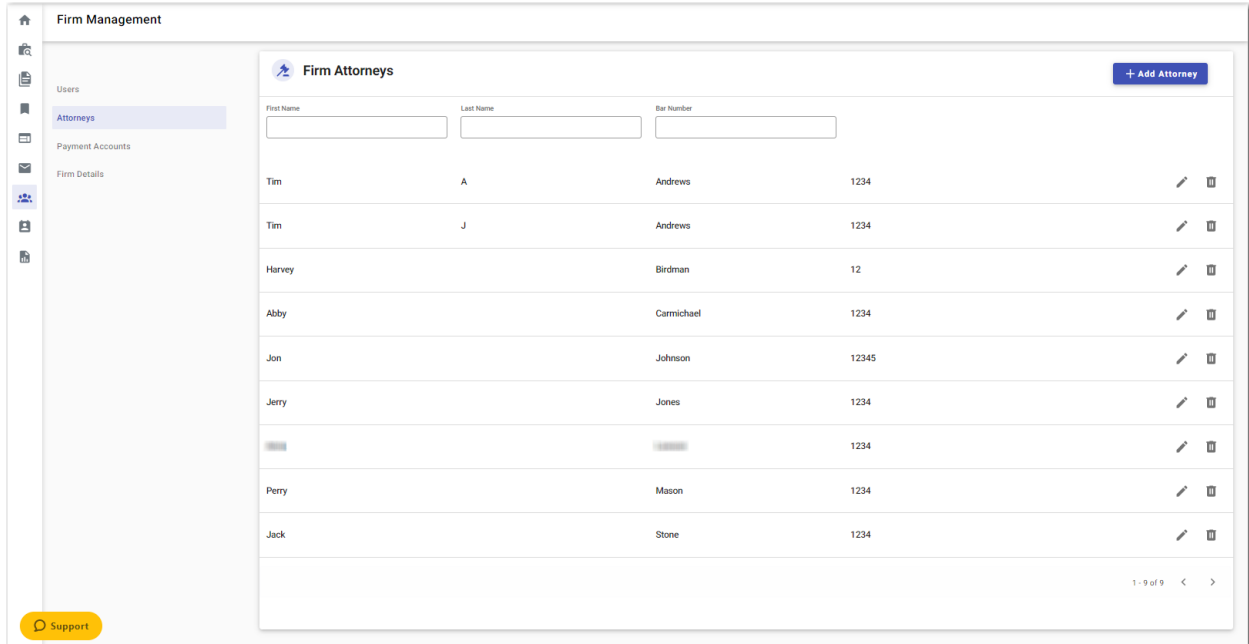 Firm Management
Users
Attorneys
Payment Accounts
Firm Details
Firm Attorneys
+ Add Attorney
First Name Last Name Bar Number
Tim A Andrews 1234
Tim J Andrews 1234
Harvey Birdman 12
Abby Carmichael 1234
Jon Johnson 12345
Jerry Jones 1234
1234
Perry Mason 1234
Jack Stone 1234
1 - 9 of 9
Support